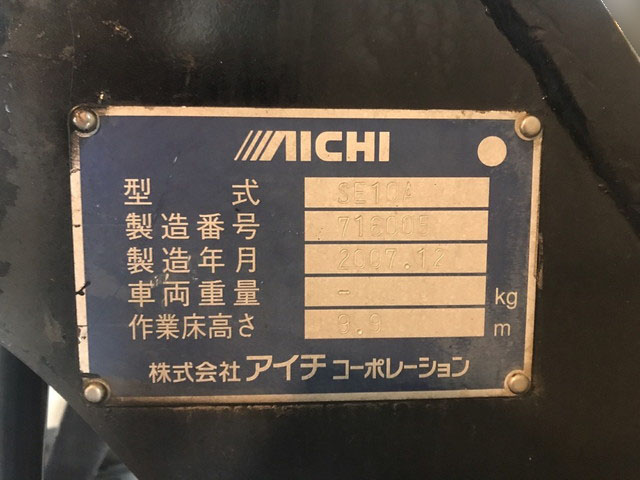 AICHI
型式 SE10A
製造番号
製造年月 2007.12
車両重量 - kg
作業床高さ 9.9 m
株式会社 アイチ コーポレーション